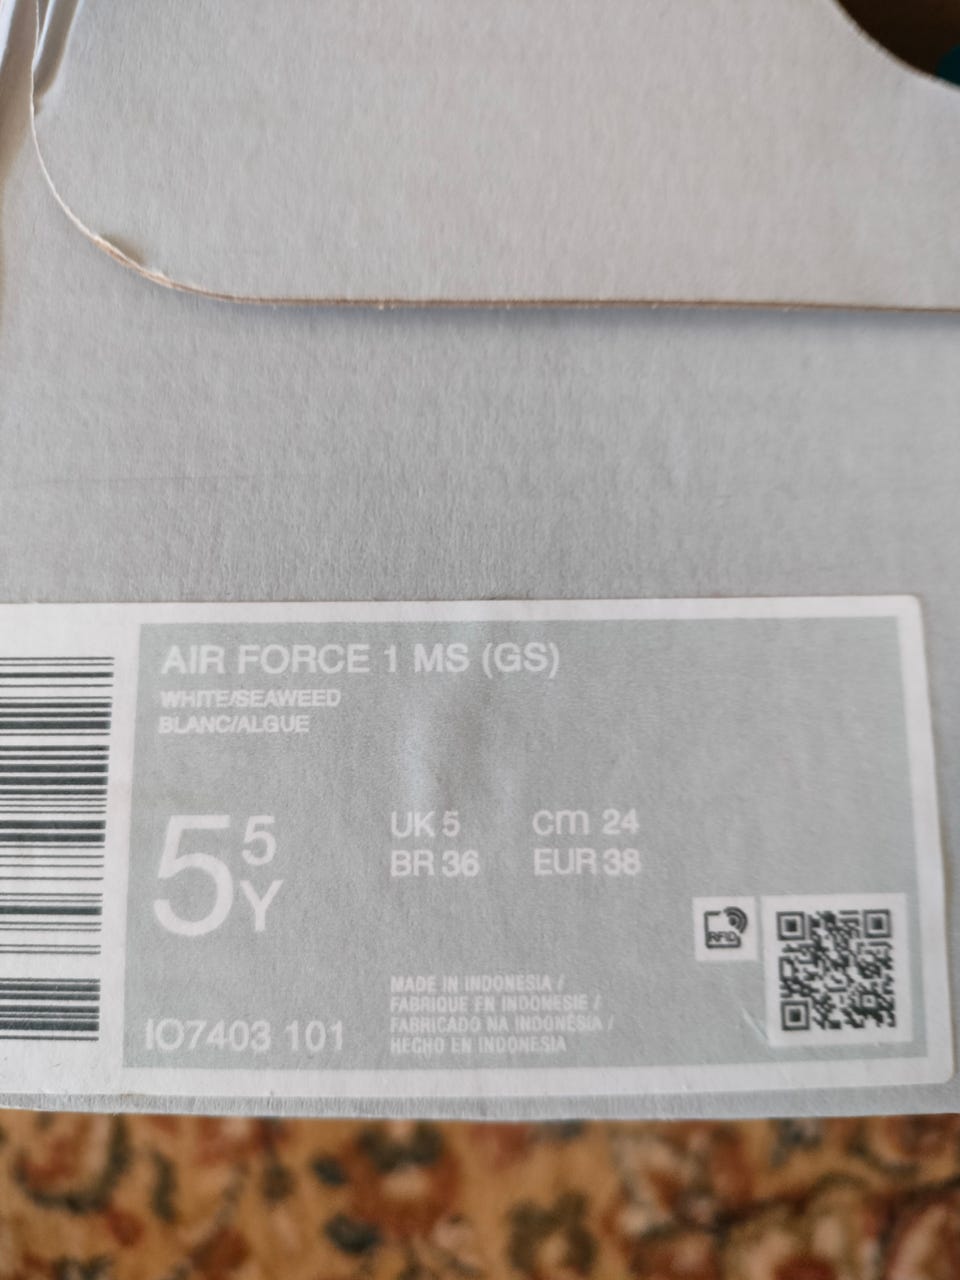 AIR FORCE 1 MS (GS)
WHITE/SEAWEED
BLANC/ALGUE
5 5 Y
UK 5 cm 24
BR 36 EUR 38
RFID
IO7403 101
MADE IN INDONESIA /
FABRIQUE EN INDONESIE /
FABRICADO NA INDONÉSIA /
HECHO EN INDONESIA